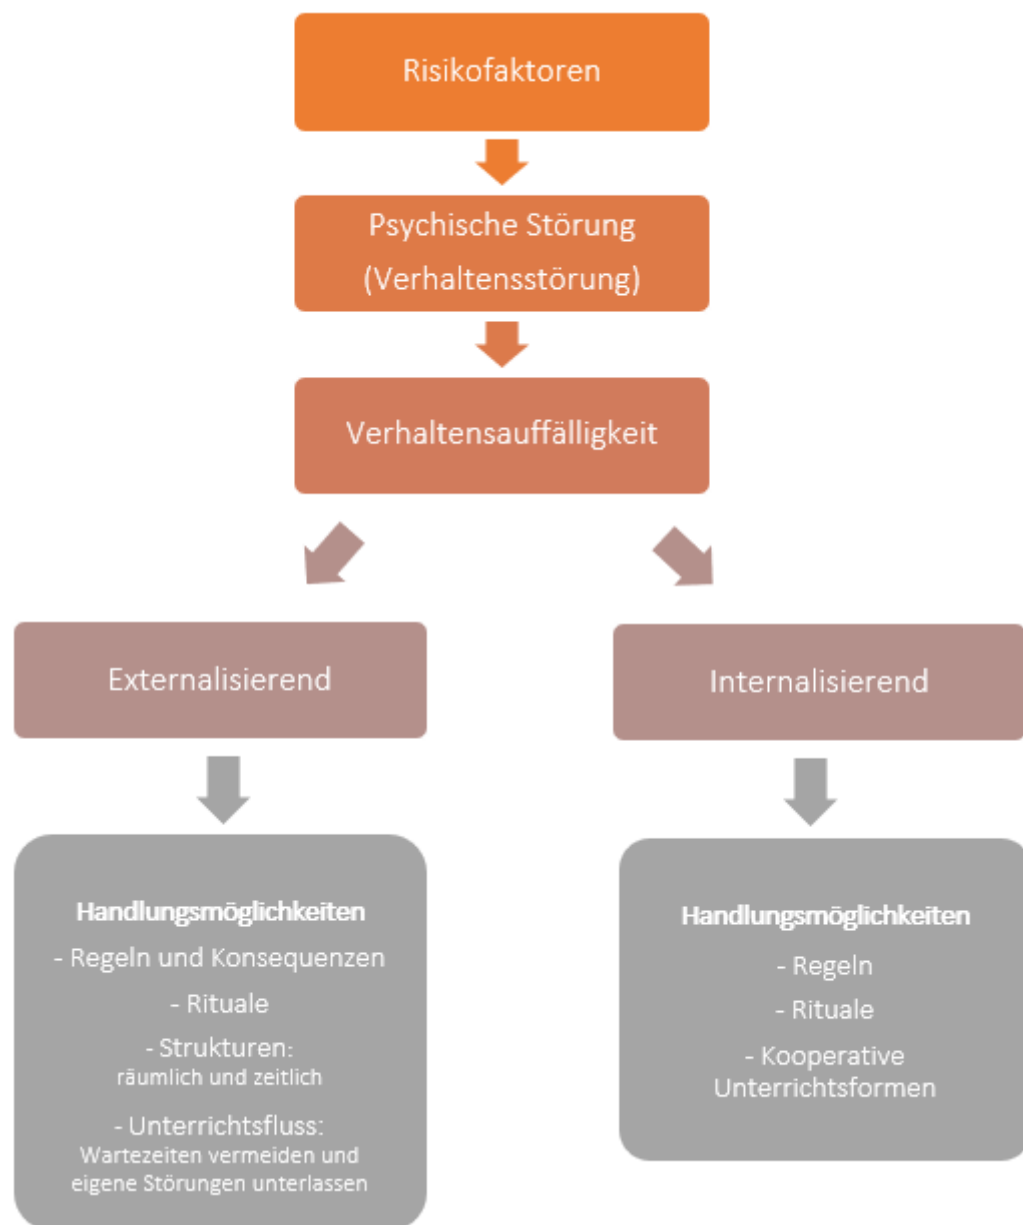 Risikofaktoren
Psychische Störung
(Verhaltensstörung)
Verhaltensauffälligkeit
Externalisierend
Internalisierend
Handlungsmöglichkeiten
- Regeln und Konsequenzen
- Rituale
- Strukturen:
räumlich und zeitlich
- Unterrichtsfluss:
Wartezeiten vermeiden und
eigene Störungen unterlassen
Handlungsmöglichkeiten
- Regeln
- Rituale
- Kooperative
Unterrichtsformen